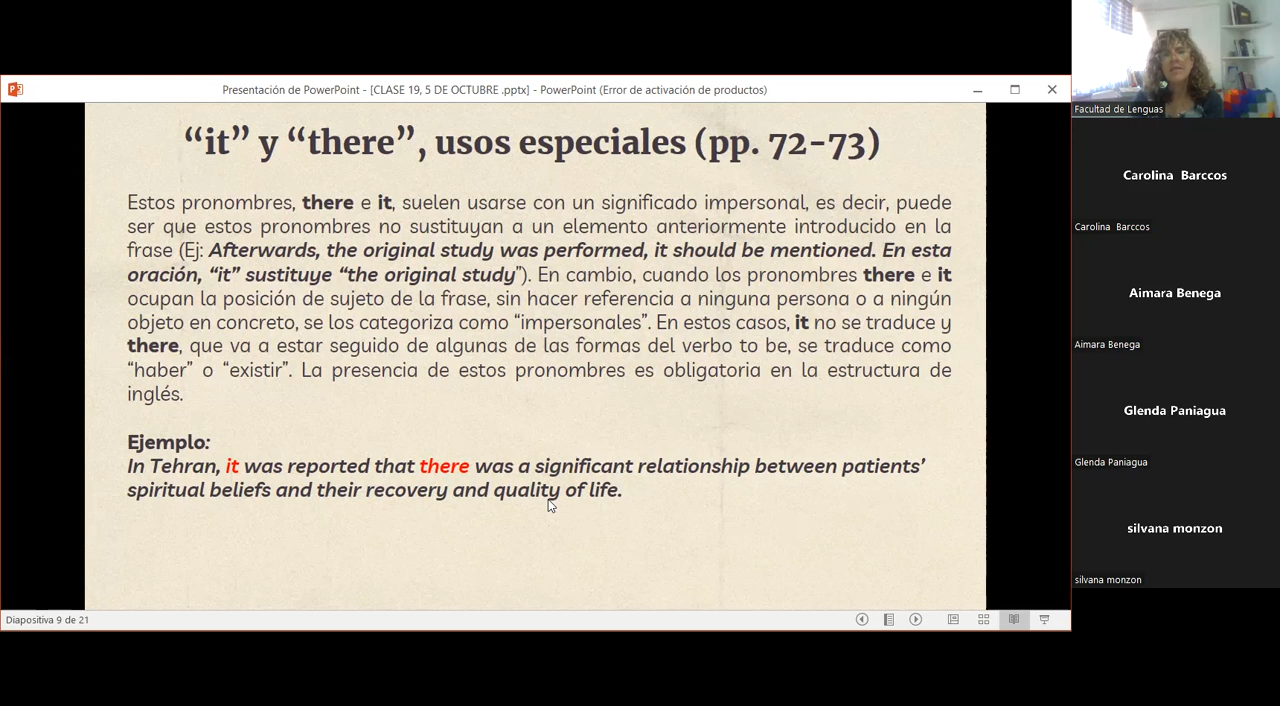 Presentación de PowerPoint - [CLASE 19, 5 DE OCTUBRE .pptx] - PowerPoint (Error de activación de productos)
“it” y “there”, usos especiales (pp. 72-73)
Estos pronombres, there e it, suelen usarse con un significado impersonal, es decir, puede
ser que estos pronombres no sustituyan a un elemento anteriormente introducido en la
frase (Ej: Afterwards, the original study was performed, it should be mentioned. En esta
oración, “it” sustituye “the original study”). En cambio, cuando los pronombres there e it
ocupan la posición de sujeto de la frase, sin hacer referencia a ninguna persona o a ningún
objeto en concreto, se los categoriza como “impersonales”. En estos casos, it no se traduce y
there, que va a estar seguido de algunas de las formas del verbo to be, se traduce como
“haber” o “existir”. La presencia de estos pronombres es obligatoria en la estructura de
inglés.
Ejemplo:
In Tehran, it was reported that there was a significant relationship between patients’
spiritual beliefs and their recovery and quality of life.
Diapositiva 9 de 21
Facultad de Lenguas
Carolina Barccos
Carolina Barccos
Aimara Benega
Aimara Benega
Glenda Paniagua
Glenda Paniagua
silvana monzon
silvana monzon